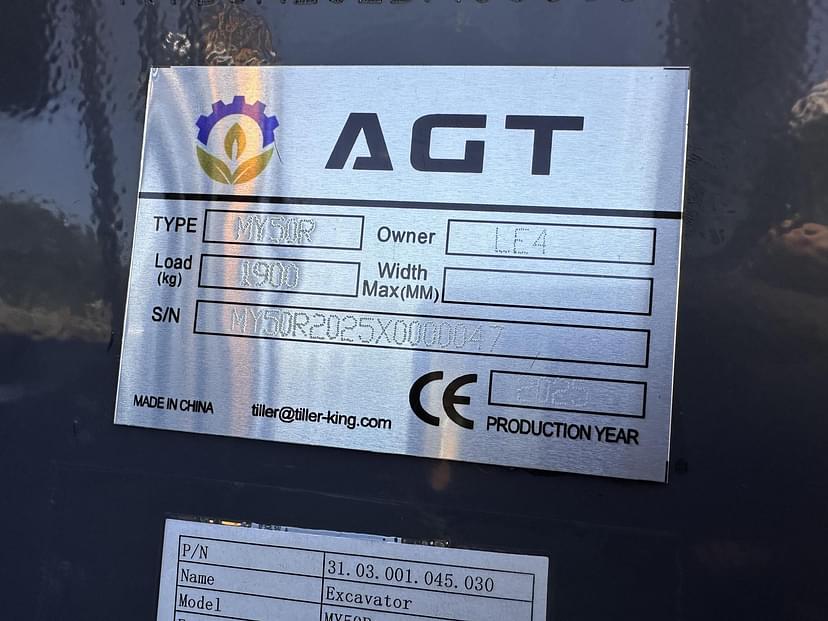 AGT
TYPE MY50R Owner LE4
Load (kg) 1900 Width Max(MM)
S/N MY50R2025X0000047
CE 2025
MADE IN CHINA tiller@tiller-king.com PRODUCTION YEAR
P/N 31.03.001.045.030
Name Excavator
Model